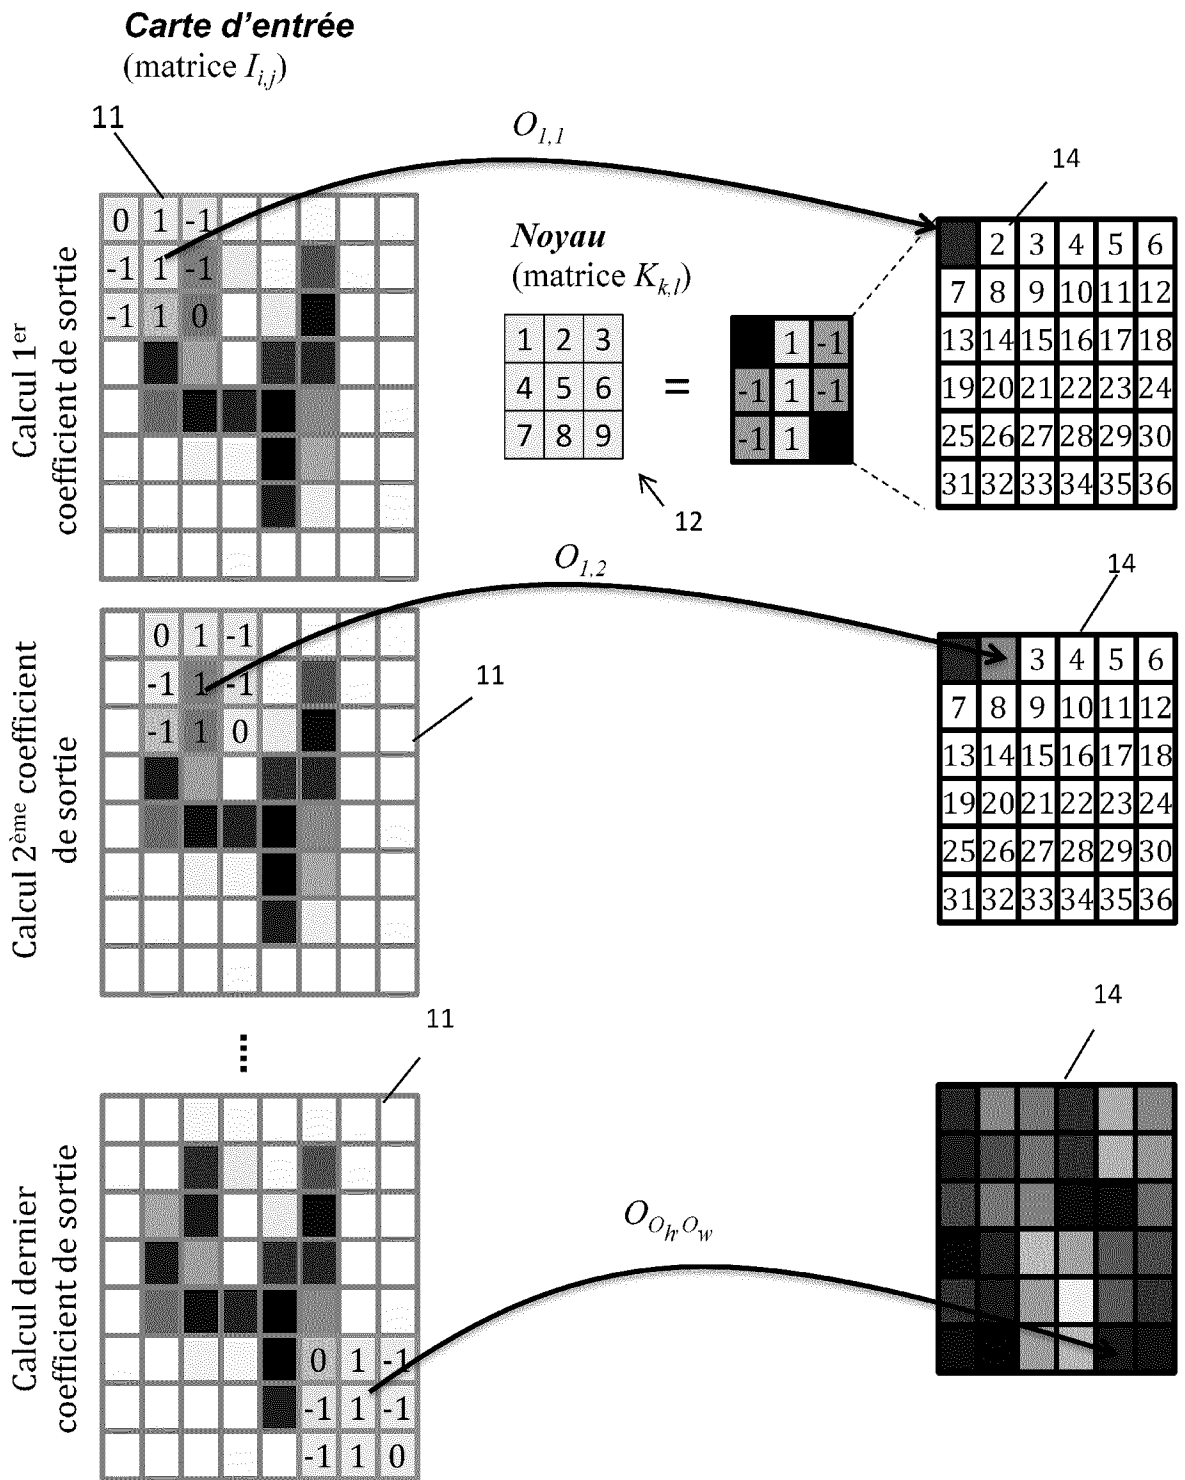 Carte d'entrée
(matrice I_{i,j})
11
O_{1,1}
14
Calcul 1er
coefficient de sortie
0 1 -1
-1 1 -1
-1 1 0
Noyau
(matrice K_{k,l})
1 2 3
4 5 6
7 8 9
=
1 -1
-1 1 -1
-1 1
12
2 3 4 5 6
7 8 9 10 11 12
13 14 15 16 17 18
19 20 21 22 23 24
25 26 27 28 29 30
31 32 33 34 35 36
O_{1,2}
14
Calcul 2ème coefficient
de sortie
0 1 -1
-1 1 -1
-1 1 0
11
3 4 5 6
7 8 9 10 11 12
13 14 15 16 17 18
19 20 21 22 23 24
25 26 27 28 29 30
31 32 33 34 35 36
11
14
Calcul dernier
coefficient de sortie
O_{O_h,O_w}
0 1 -1
-1 1 -1
-1 1 0